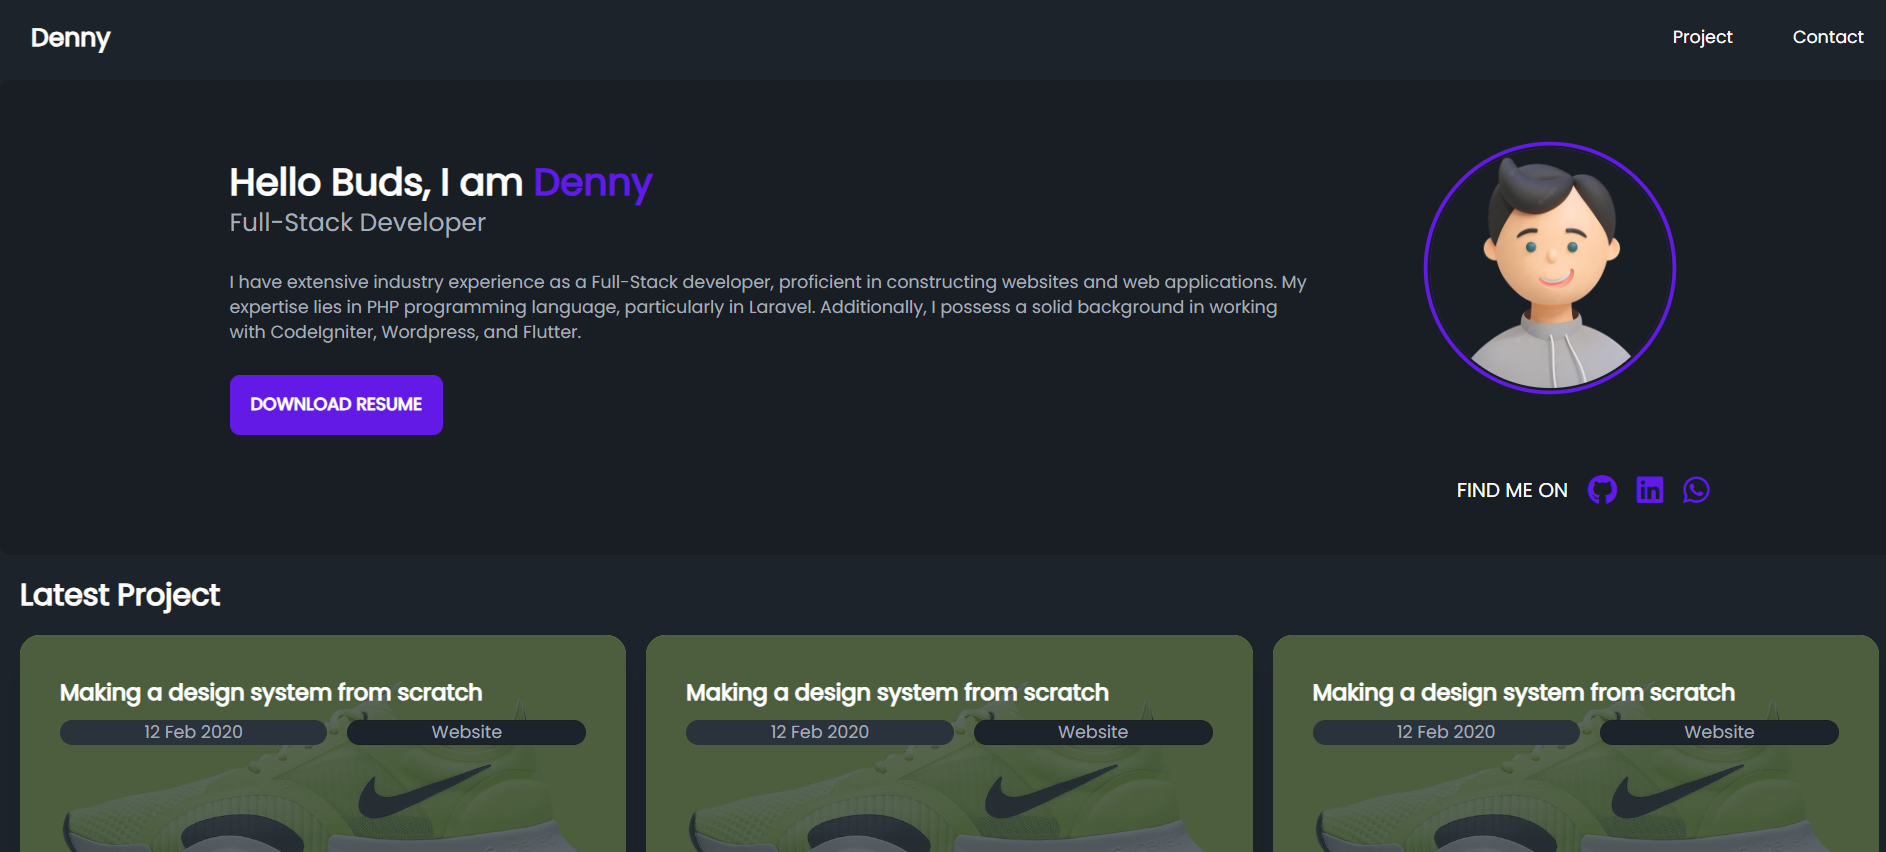 Denny
Project
Contact
Hello Buds, I am Denny
Full-Stack Developer
I have extensive industry experience as a Full-Stack developer, proficient in constructing websites and web applications. My
expertise lies in PHP programming language, particularly in Laravel. Additionally, I possess a solid background in working
with CodeIgniter, Wordpress, and Flutter.
DOWNLOAD RESUME
FIND ME ON
Latest Project
Making a design system from scratch
12 Feb 2020
Website
Making a design system from scratch
12 Feb 2020
Website
Making a design system from scratch
12 Feb 2020
Website